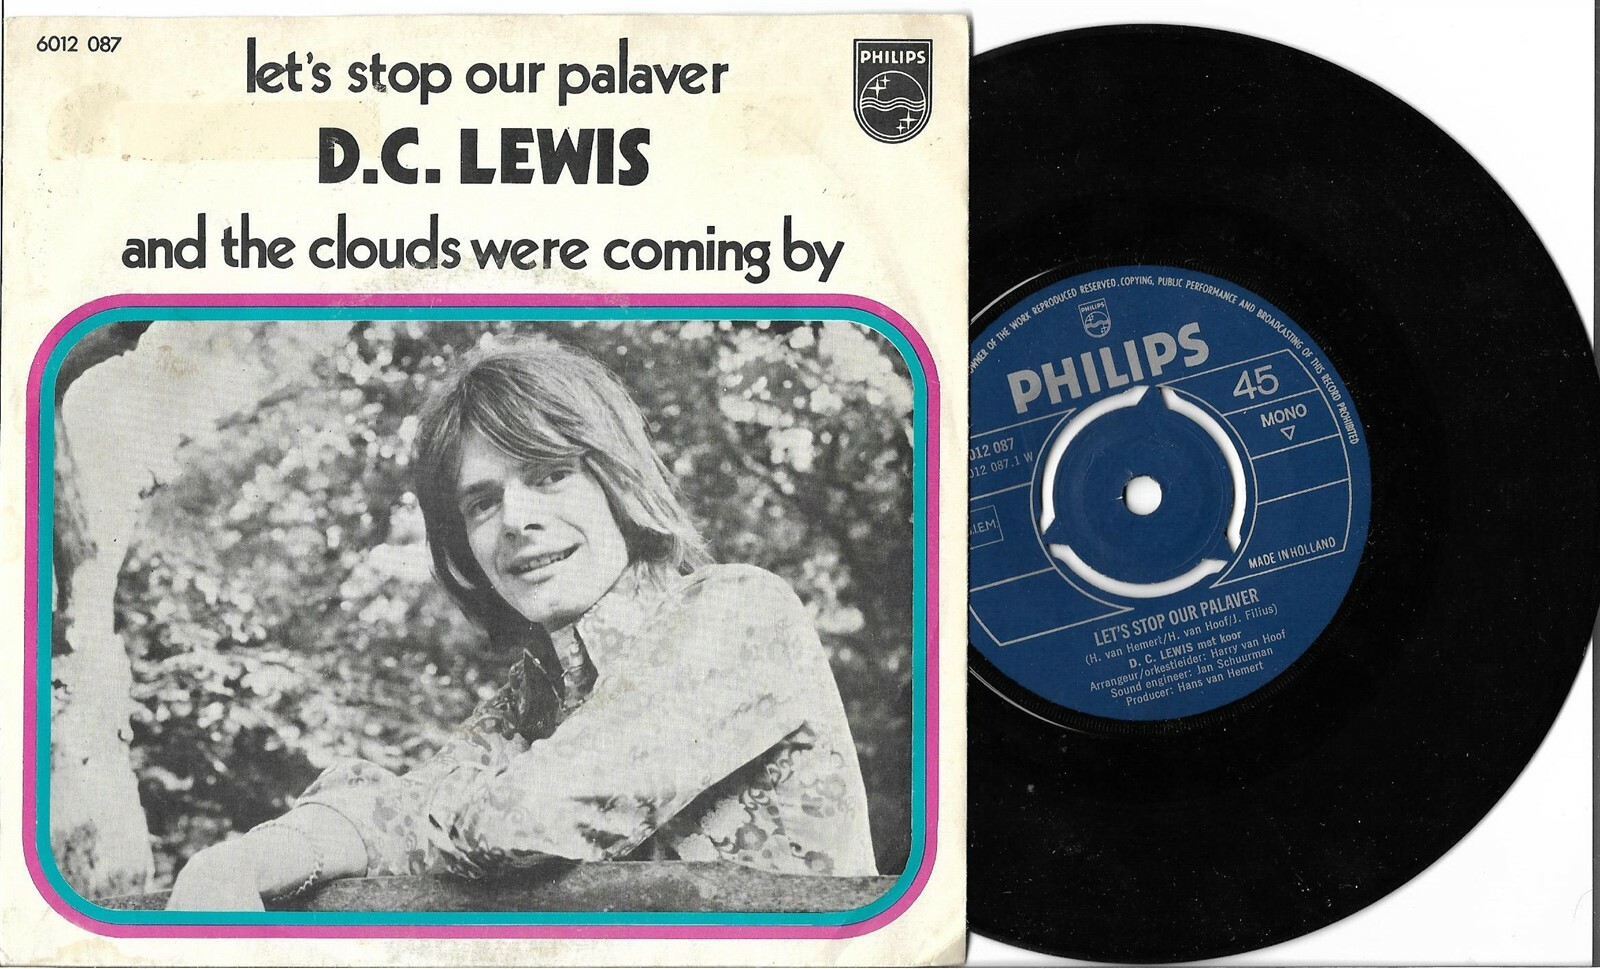 6012 087
let's stop our palaver
PHILIPS
D.C. LEWIS
and the clouds were coming by
OWNER OF THE WORK REPRODUCED RESERVED. COPYING, PUBLIC PERFORMANCE AND BROADCASTING OF THIS RECORD PROHIBITED
PHILIPS
PHILIPS
45
MONO
012 087
012 087.1 W
MADE IN HOLLAND
LET'S STOP OUR PALAVER
(H. van Hemert/H. van Hoof/J. Filius)
D. C. LEWIS met koor
Arrangeur/orkestleider: Harry van Hoof
Sound engineer: Jan Schuurman
Producer: Hans van Hemert